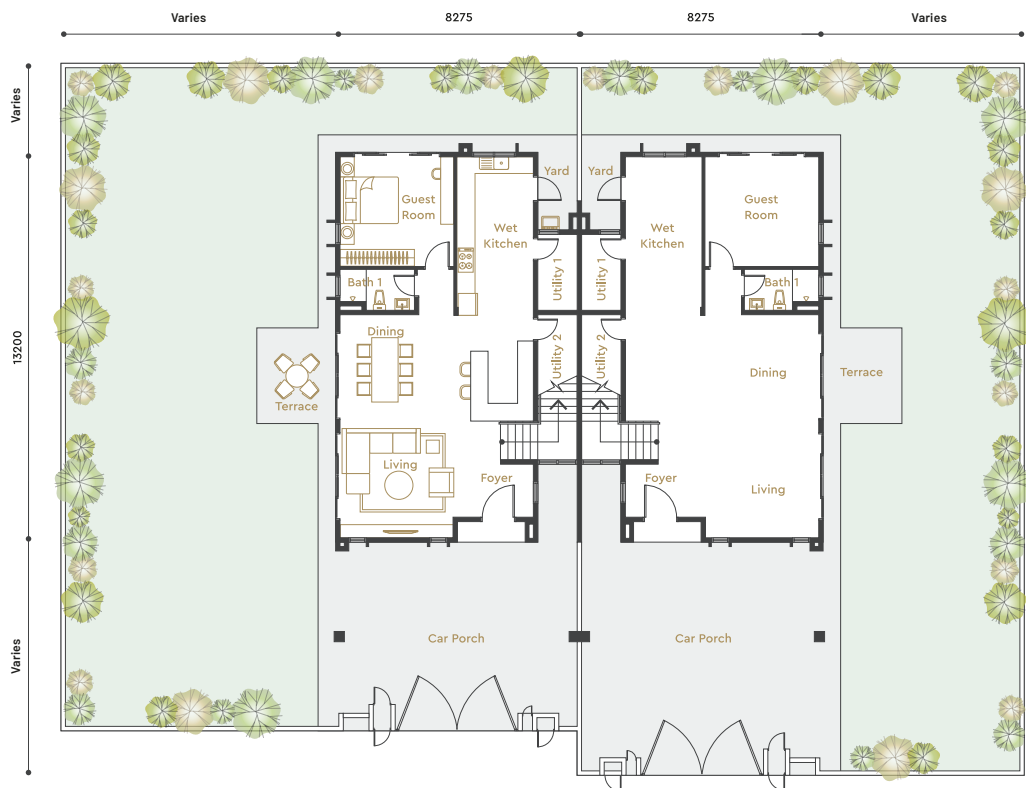 Varies
8275
8275
Varies
Varies
13200
Varies
Yard
Yard
Guest
Room
Guest
Room
Wet
Kitchen
Wet
Kitchen
Utility 1
Utility 1
Bath 1
Bath 1
Dining
Utility 2
Utility 2
Dining
Terrace
Terrace
Living
Foyer
Foyer
Living
Car Porch
Car Porch